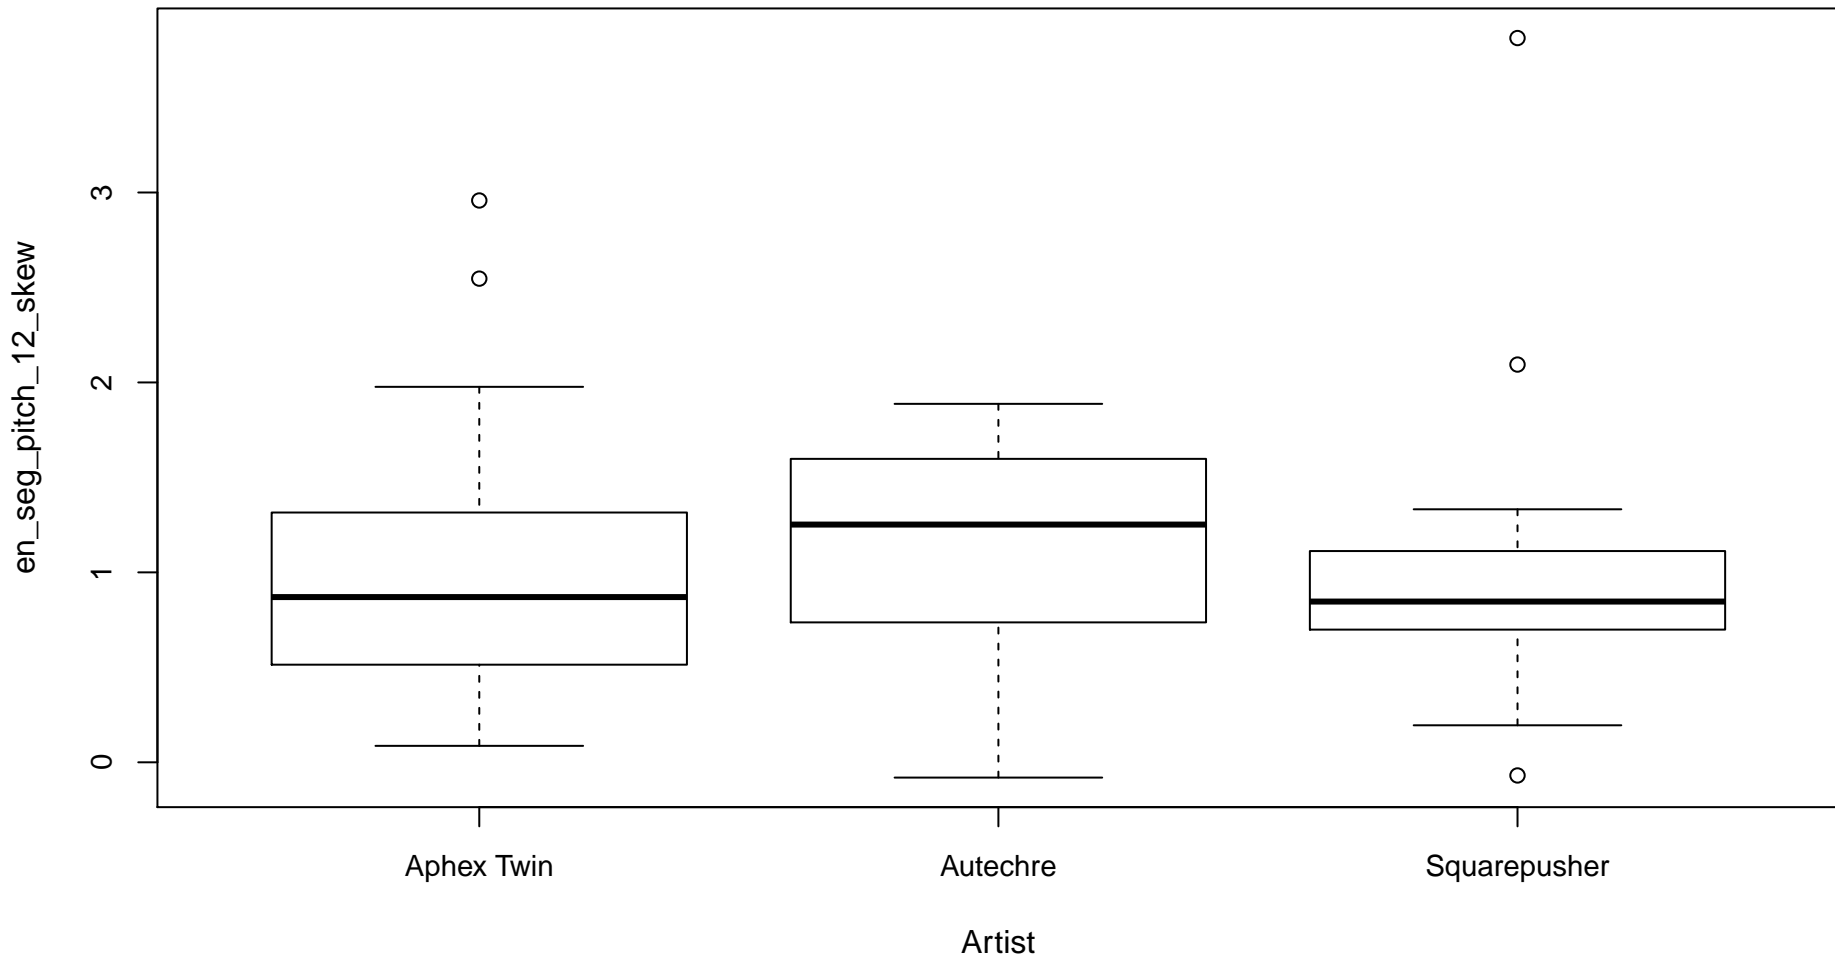 en_seg_pitch_12_skew
3
2
1
0
Aphex Twin
Autechre
Squarepusher
Artist